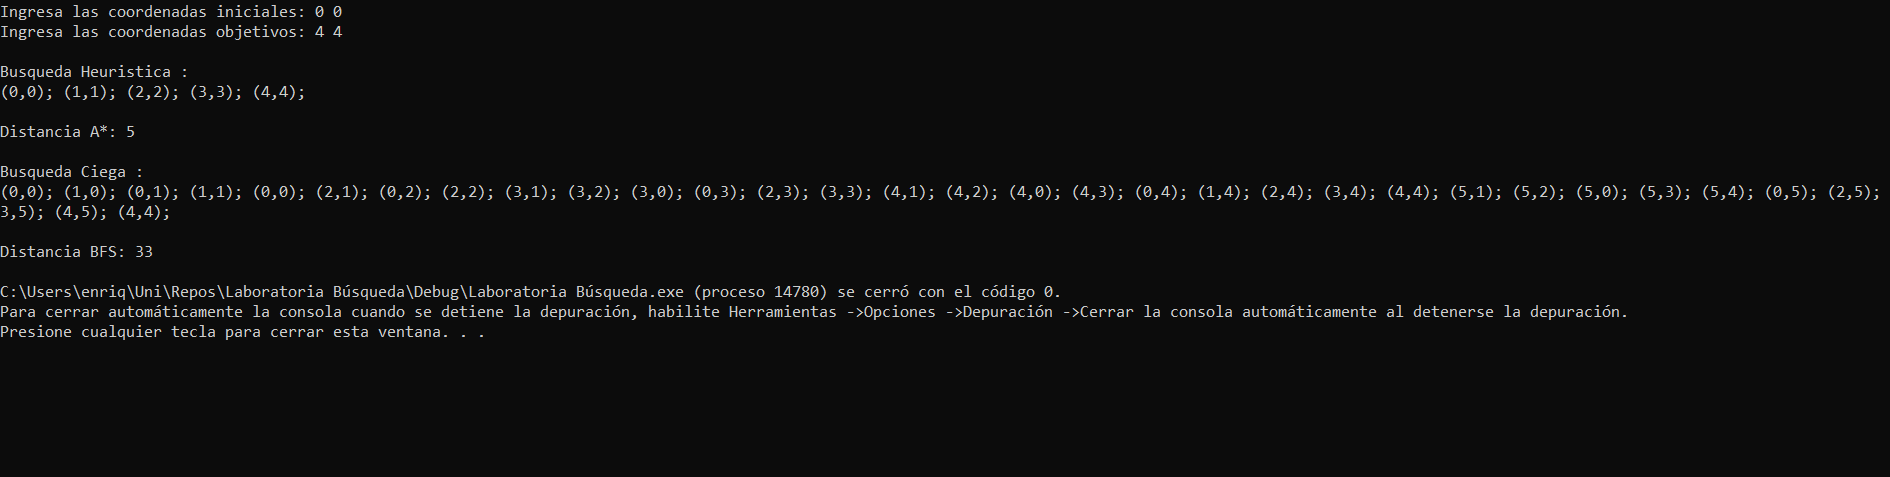 Ingresa las coordenadas iniciales: 0 0
Ingresa las coordenadas objetivos: 4 4
Busqueda Heuristica :
(0,0); (1,1); (2,2); (3,3); (4,4);
Distancia A*: 5
Busqueda Ciega :
(0,0); (1,0); (0,1); (1,1); (0,0); (2,1); (0,2); (2,2); (3,1); (3,2); (3,0); (0,3); (2,3); (3,3); (4,1); (4,2); (4,0); (4,3); (0,4); (1,4); (2,4); (3,4); (4,4); (5,1); (5,2); (5,0); (5,3); (5,4); (0,5); (2,5);
3,5); (4,5); (4,4);
Distancia BFS: 33
C:\Users\enriq\Uni\Repos\Laboratoria Búsqueda\Debug\Laboratoria Búsqueda.exe (proceso 14780) se cerró con el código 0.
Para cerrar automáticamente la consola cuando se detiene la depuración, habilite Herramientas ->Opciones ->Depuración ->Cerrar la consola automáticamente al detenerse la depuración.
Presione cualquier tecla para cerrar esta ventana. . .